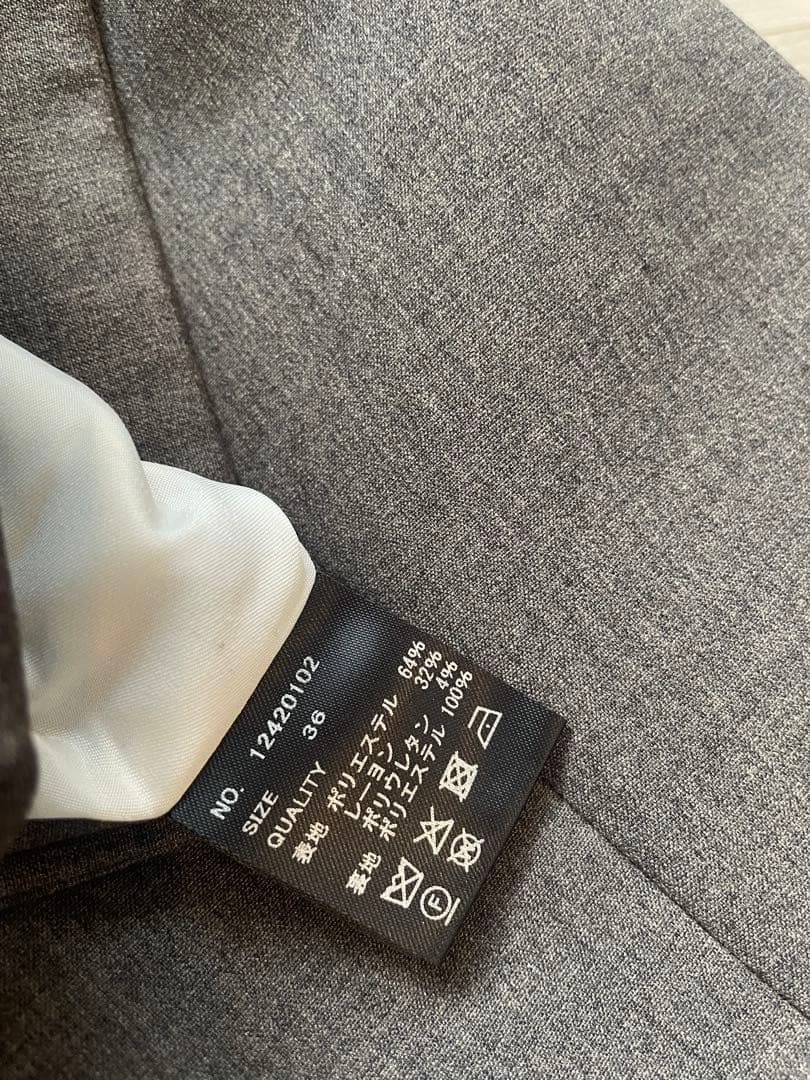 NO. 12420102
SIZE 36
QUALITY
表地 ポリエステル 64%
レーヨン 32%
ポリウレタン 4%
裏地 ポリエステル 100%
F